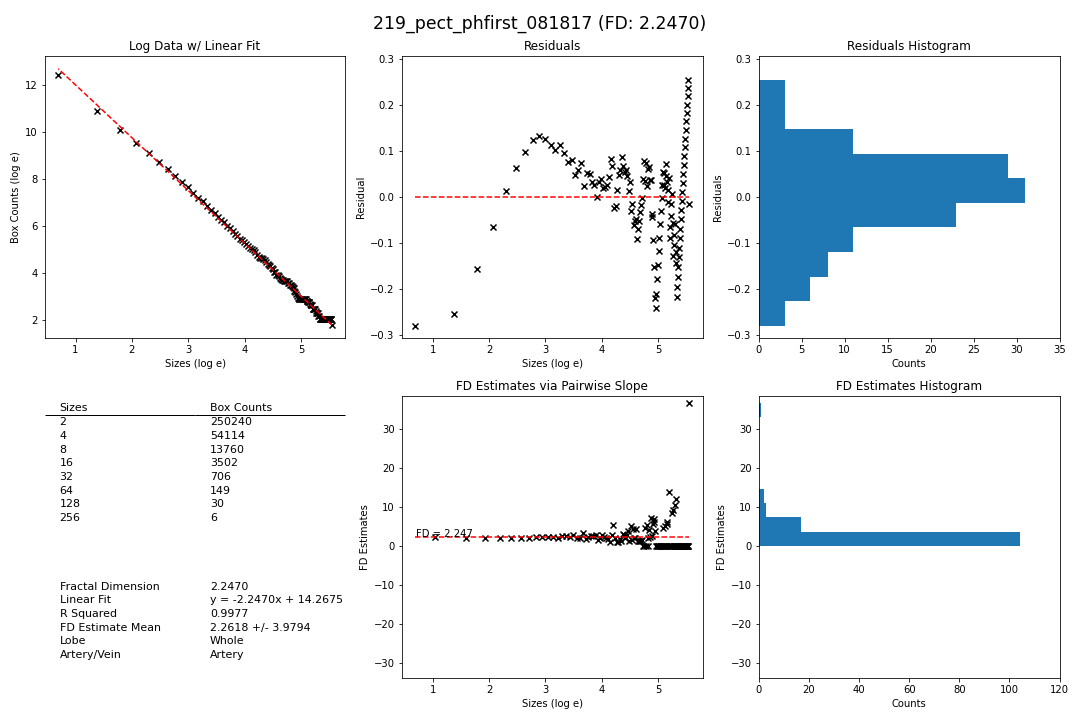 219_pect_phfirst_081817 (FD: 2.2470)
Log Data w/ Linear Fit
Box Counts (log e)
12
10
8
6
4
2
1 2 3 4 5
Sizes (log e)
Residuals
Residual
0.3
0.2
0.1
0.0
−0.1
−0.2
−0.3
1 2 3 4 5
Sizes (log e)
Residuals Histogram
Residuals
0.3
0.2
0.1
0.0
−0.1
−0.2
−0.3
0 5 10 15 20 25 30 35
Counts
Sizes Box Counts
2 250240
4 54114
8 13760
16 3502
32 706
64 149
128 30
256 6
Fractal Dimension 2.2470
Linear Fit y = -2.2470x + 14.2675
R Squared 0.9977
FD Estimate Mean 2.2618 +/- 3.9794
Lobe Whole
Artery/Vein Artery
FD Estimates via Pairwise Slope
FD Estimates
30
20
10
0
−10
−20
−30
FD = 2.247
1 2 3 4 5
Sizes (log e)
FD Estimates Histogram
FD Estimates
30
20
10
0
−10
−20
−30
0 20 40 60 80 100 120
Counts